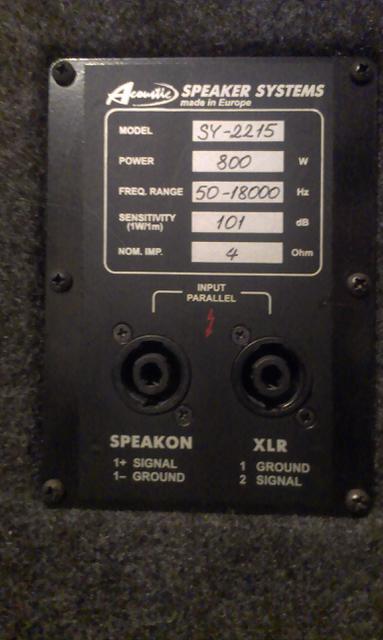 Acoustic SPEAKER SYSTEMS
made in Europe
MODEL SY-2215
POWER 800 W
FREQ. RANGE 50-18000 Hz
SENSITIVITY (1W/1m) 101 dB
NOM. IMP. 4 Ohm
INPUT
PARALLEL
SPEAKON
1+ SIGNAL
1– GROUND
XLR
1 GROUND
2 SIGNAL